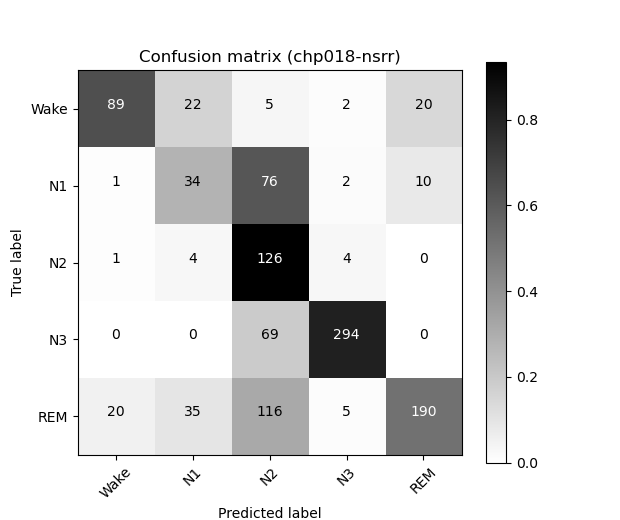 Confusion matrix (chp018-nsrr)
Wake 89 22 5 2 20
N1 1 34 76 2 10
N2 1 4 126 4 0
N3 0 0 69 294 0
REM 20 35 116 5 190
Wake N1 N2 N3 REM
Predicted label
True label
0.8
0.6
0.4
0.2
0.0